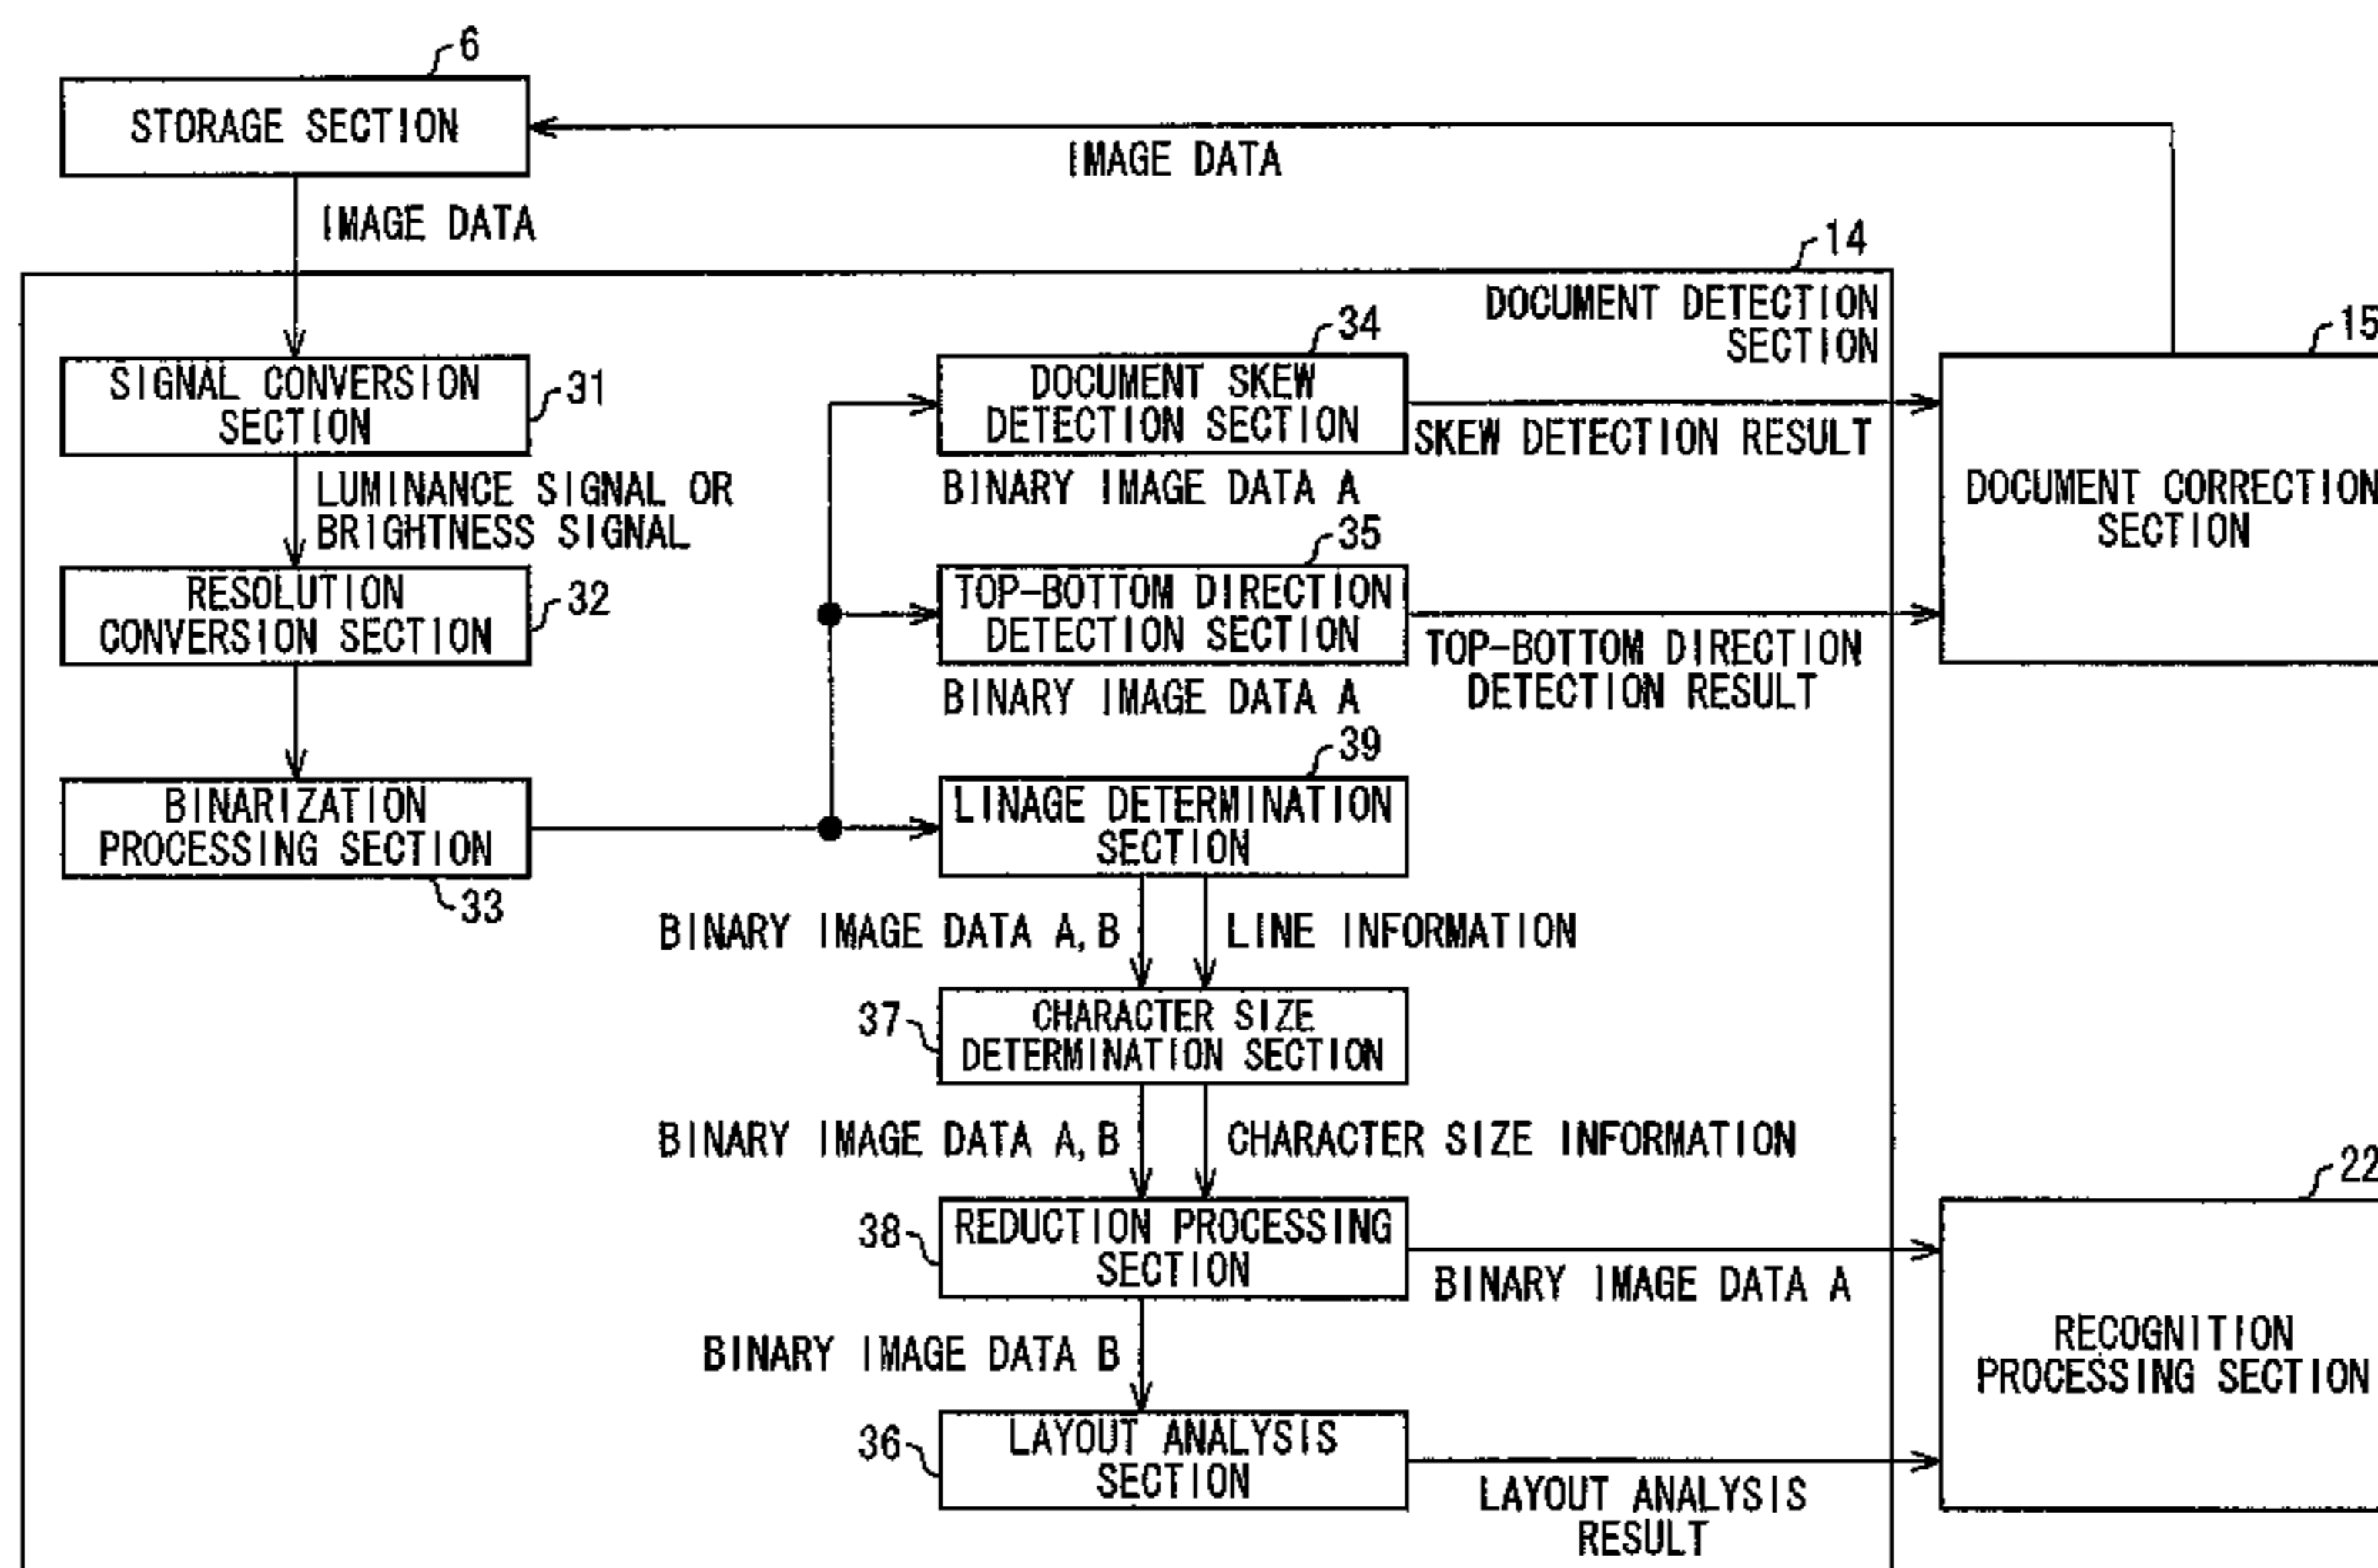 6
STORAGE SECTION
IMAGE DATA
IMAGE DATA
14
DOCUMENT DETECTION
SECTION
SIGNAL CONVERSION
SECTION
31
LUMINANCE SIGNAL OR
BRIGHTNESS SIGNAL
RESOLUTION
CONVERSION SECTION
32
BINARIZATION
PROCESSING SECTION
33
34
DOCUMENT SKEW
DETECTION SECTION
BINARY IMAGE DATA A
SKEW DETECTION RESULT
35
TOP-BOTTOM DIRECTION
DETECTION SECTION
BINARY IMAGE DATA A
TOP-BOTTOM DIRECTION
DETECTION RESULT
15
DOCUMENT CORRECTION
SECTION
39
LINAGE DETERMINATION
SECTION
BINARY IMAGE DATA A,B
LINE INFORMATION
37
CHARACTER SIZE
DETERMINATION SECTION
BINARY IMAGE DATA A,B
CHARACTER SIZE INFORMATION
38
REDUCTION PROCESSING
SECTION
BINARY IMAGE DATA A
BINARY IMAGE DATA B
36
LAYOUT ANALYSIS
SECTION
LAYOUT ANALYSIS
RESULT
22
RECOGNITION
PROCESSING SECTION